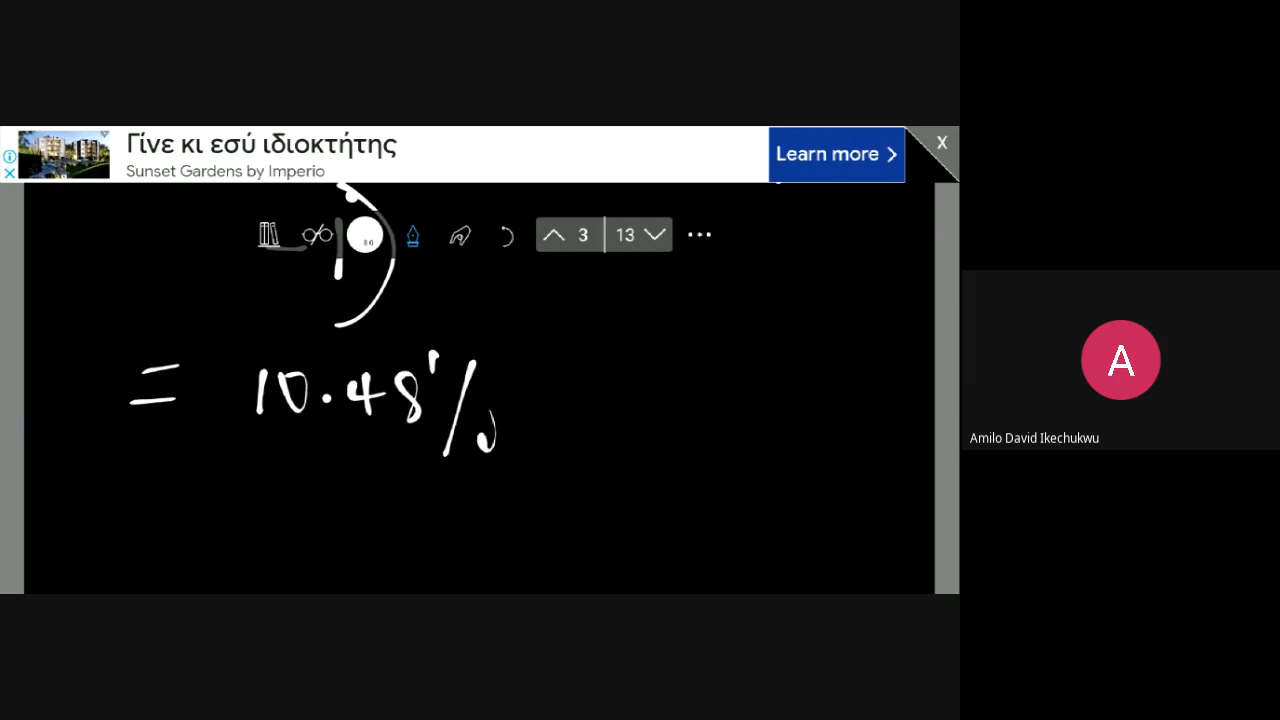 Γίνε κι εσύ ιδιοκτήτης
Sunset Gardens by Imperio
Learn more
X
3 13
= 10.48%
A
Amilo David Ikechukwu